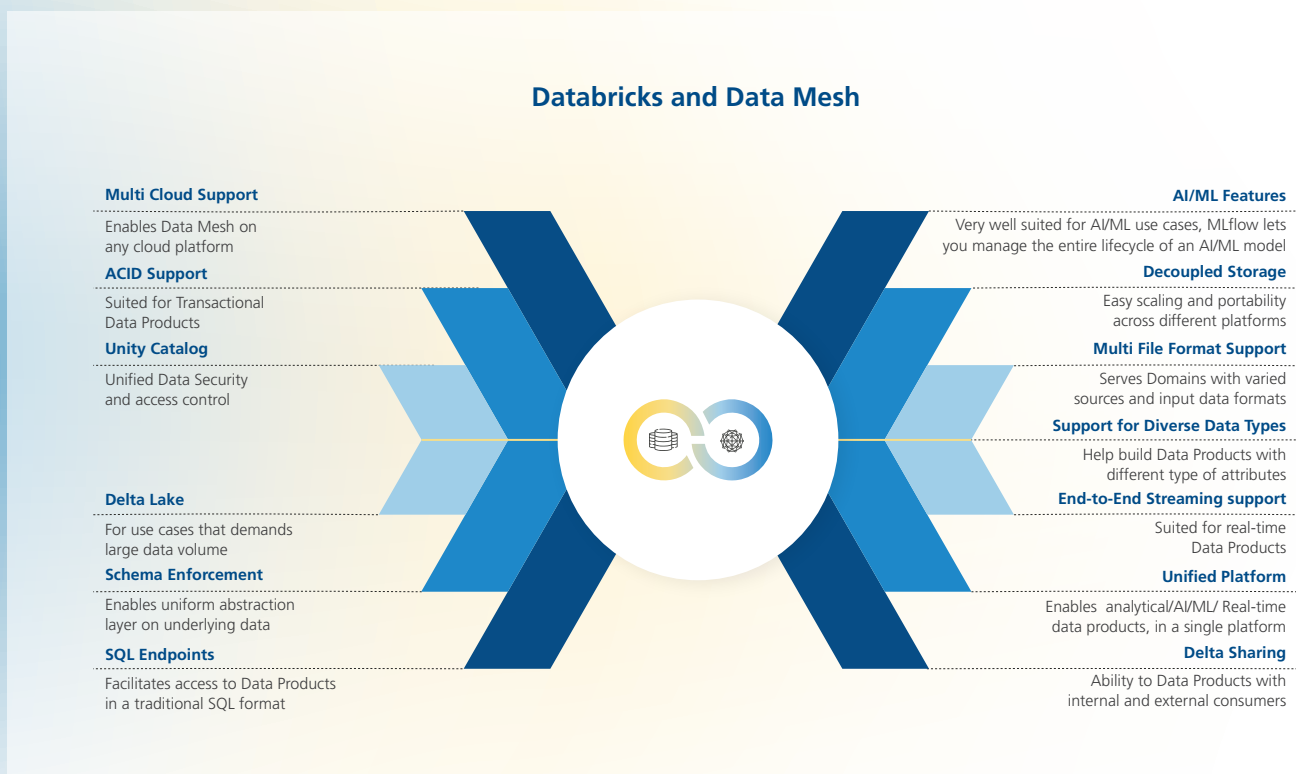 Databricks and Data Mesh
Multi Cloud Support
Enables Data Mesh on
any cloud platform
ACID Support
Suited for Transactional
Data Products
Unity Catalog
Unified Data Security
and access control
Delta Lake
For use cases that demands
large data volume
Schema Enforcement
Enables uniform abstraction
layer on underlying data
SQL Endpoints
Facilitates access to Data Products
in a traditional SQL format
AI/ML Features
Very well suited for AI/ML use cases, MLflow lets
you manage the entire lifecycle of an AI/ML model
Decoupled Storage
Easy scaling and portability
across different platforms
Multi File Format Support
Serves Domains with varied
sources and input data formats
Support for Diverse Data Types
Help build Data Products with
different type of attributes
End-to-End Streaming support
Suited for real-time
Data Products
Unified Platform
Enables  analytical/AI/ML/ Real-time
data products, in a single platform
Delta Sharing
Ability to Data Products with
internal and external consumers